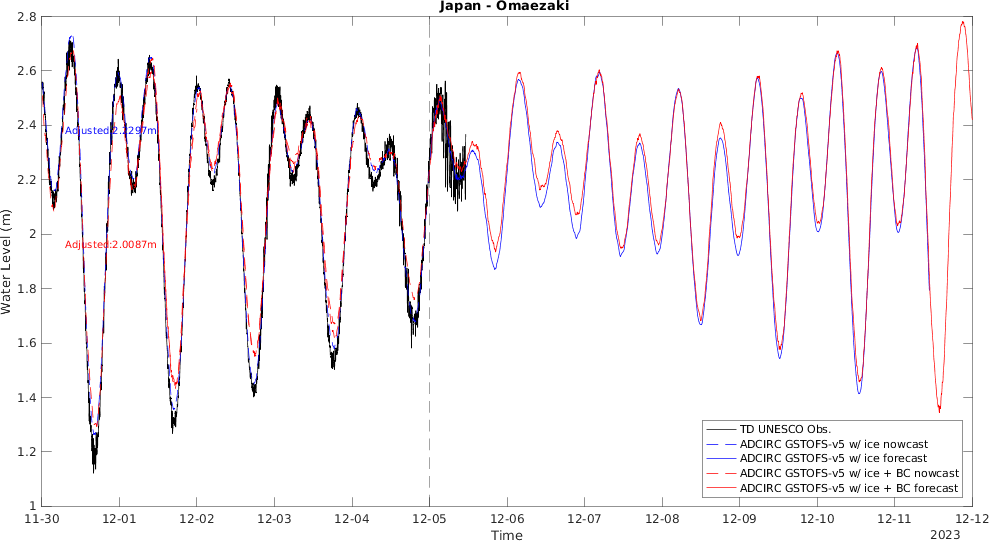 Japan - Omaezaki
2.8
2.6
2.4
2.2
2
1.8
1.6
1.4
1.2
1
Water Level (m)
Adjusted:2.2297m
Adjusted:2.0087m
TD UNESCO Obs.
ADCIRC GSTOFS-v5 w/ ice nowcast
ADCIRC GSTOFS-v5 w/ ice forecast
ADCIRC GSTOFS-v5 w/ ice + BC nowcast
ADCIRC GSTOFS-v5 w/ ice + BC forecast
11-30 12-01 12-02 12-03 12-04 12-05 12-06 12-07 12-08 12-09 12-10 12-11 12-12
Time
2023